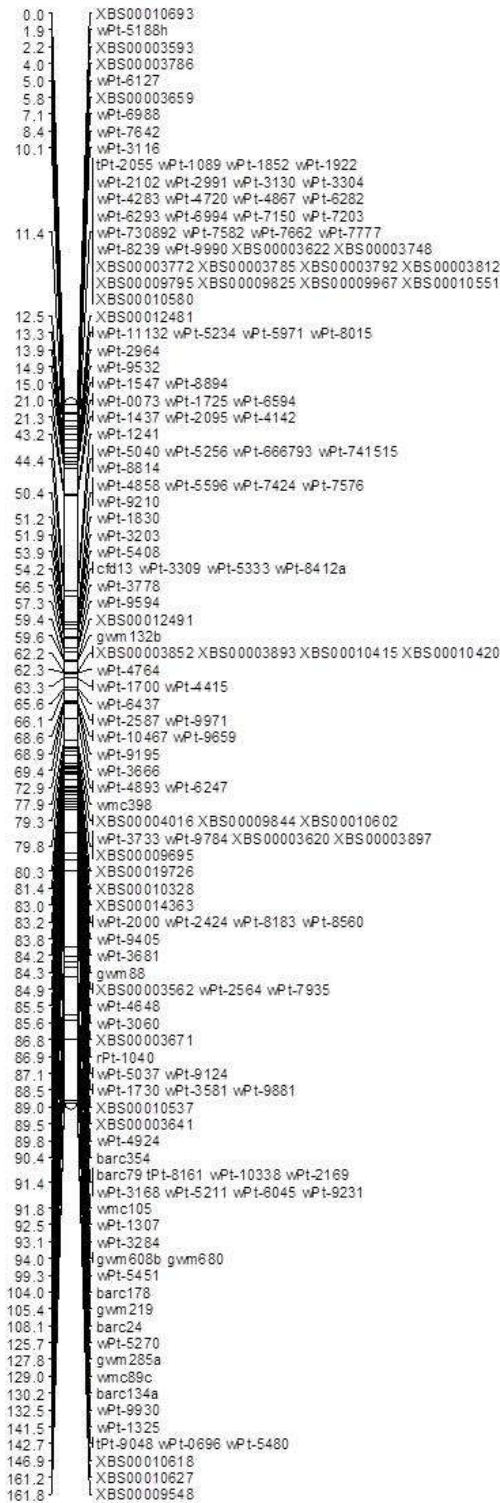 0.0 XBS00010693
1.9 wPt-5188h
2.2 XBS00003593
4.0 XBS00003786
5.0 wPt-6127
5.8 XBS00003659
7.1 wPt-6988
8.4 wPt-7642
10.1 wPt-3116
tPt-2055 wPt-1089 wPt-1852 wPt-1922
wPt-2102 wPt-2991 wPt-3130 wPt-3304
wPt-4283 wPt-4720 wPt-4867 wPt-6282
wPt-6293 wPt-6994 wPt-7150 wPt-7203
11.4 wPt-730892 wPt-7582 wPt-7662 wPt-7777
wPt-8239 wPt-9990 XBS00003622 XBS00003748
XBS00003772 XBS00003785 XBS00003792 XBS00003812
XBS00009795 XBS00009825 XBS00009967 XBS00010551
XBS00010580
12.5 XBS00012481
13.3 wPt-11132 wPt-5234 wPt-5971 wPt-8015
13.9 wPt-2964
14.9 wPt-9532
15.0 wPt-1547 wPt-8894
21.0 wPt-0073 wPt-1725 wPt-6594
21.3 wPt-1437 wPt-2095 wPt-4142
43.2 wPt-1241
44.4 wPt-5040 wPt-5256 wPt-666793 wPt-741515
wPt-8814
50.4 wPt-4858 wPt-5596 wPt-7424 wPt-7576
wPt-9210
51.2 wPt-1830
51.9 wPt-3203
53.9 wPt-5408
54.2 cfd13 wPt-3309 wPt-5333 wPt-8412a
56.5 wPt-3778
57.3 wPt-9594
59.4 XBS00012491
59.6 gwm132b
62.2 XBS00003852 XBS00003893 XBS00010415 XBS00010420
62.3 wPt-4764
63.3 wPt-1700 wPt-4415
65.6 wPt-6437
66.1 wPt-2587 wPt-9971
68.6 wPt-10467 wPt-9659
68.9 wPt-9195
69.4 wPt-3666
72.9 wPt-4893 wPt-6247
77.9 wmc398
79.3 XBS00004016 XBS00009844 XBS00010602
79.8 wPt-3733 wPt-9784 XBS00003620 XBS00003897
XBS00009695
80.3 XBS00019726
81.4 XBS00010328
83.0 XBS00014363
83.2 wPt-2000 wPt-2424 wPt-8183 wPt-8560
83.8 wPt-9405
84.2 wPt-3681
84.3 gwm88
84.9 XBS00003562 wPt-2564 wPt-7935
85.5 wPt-4648
85.6 wPt-3060
86.8 XBS00003671
86.9 rPt-1040
87.1 wPt-5037 wPt-9124
88.5 wPt-1730 wPt-3581 wPt-9881
89.0 XBS00010537
89.5 XBS00003641
89.8 wPt-4924
90.4 barc354
91.4 barc79 tPt-8161 wPt-10338 wPt-2169
wPt-3168 wPt-5211 wPt-6045 wPt-9231
91.8 wmc105
92.5 wPt-1307
93.1 wPt-3284
94.0 gwm608b gwm680
99.3 wPt-5451
104.0 barc178
105.4 gwm219
108.1 barc24
125.7 wPt-5270
127.8 gwm285a
129.0 wmc89c
130.2 barc134a
132.5 wPt-9930
141.5 wPt-1325
142.7 tPt-9048 wPt-0696 wPt-5480
146.9 XBS00010618
161.2 XBS00010627
161.8 XBS00009548